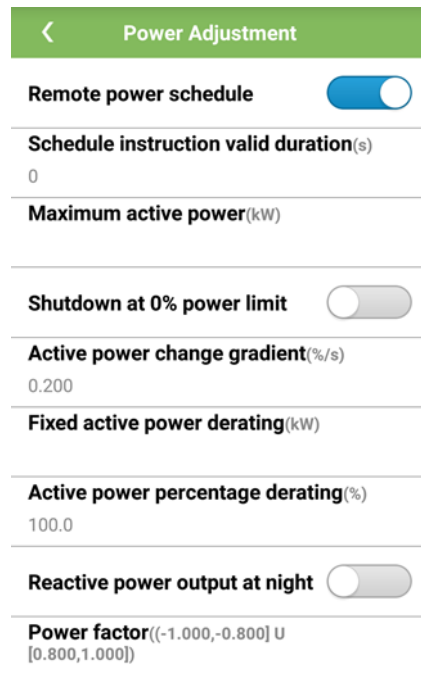 Power Adjustment
Remote power schedule
Schedule instruction valid duration(s)
0
Maximum active power(kW)
Shutdown at 0% power limit
Active power change gradient(%/s)
0.200
Fixed active power derating(kW)
Active power percentage derating(%)
100.0
Reactive power output at night
Power factor((-1.000,-0.800] U
[0.800,1.000])